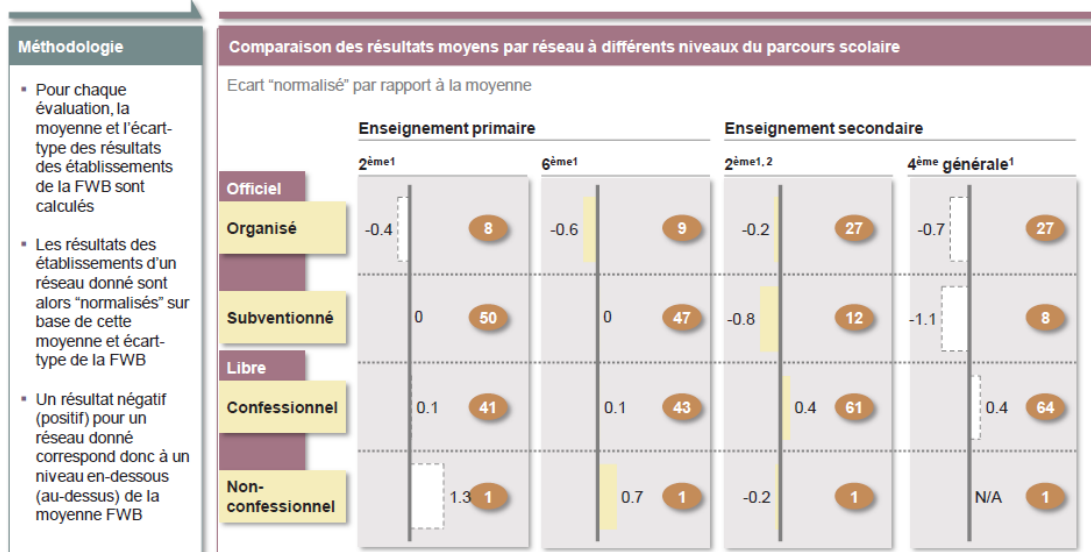 Méthodologie
▪ Pour chaque
évaluation, la
moyenne et l'écart-
type des résultats
des établissements
de la FWB sont
calculés
▪ Les résultats des
établissements d'un
réseau donné sont
alors "normalisés" sur
base de cette
moyenne et écart-
type de la FWB
▪ Un résultat négatif
(positif) pour un
réseau donné
correspond donc à un
niveau en-dessous
(au-dessus) de la
moyenne FWB
Comparaison des résultats moyens par réseau à différents niveaux du parcours scolaire
Ecart "normalisé" par rapport à la moyenne
Enseignement primaire Enseignement secondaire
2ème1 6ème1 2ème1, 2 4ème générale1
Officiel
Organisé -0.4 8 -0.6 9 -0.2 27 -0.7 27
Subventionné 0 50 0 47 -0.8 12 -1.1 8
Libre
Confessionnel 0.1 41 0.1 43 0.4 61 0.4 64
Non-
confessionnel 1.3 1 0.7 1 -0.2 1 N/A 1